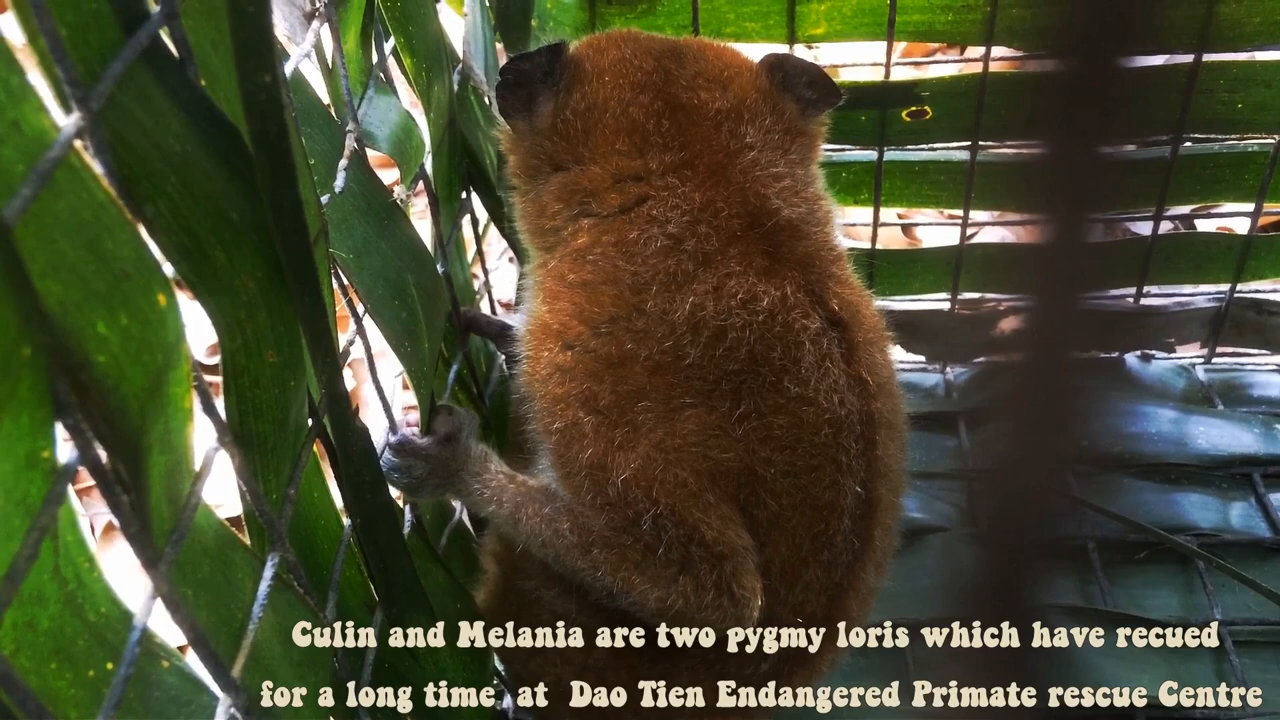 Culin and Melania are two pygmy loris which have recued
for a long time at Dao Tien Endangered Primate rescue Centre